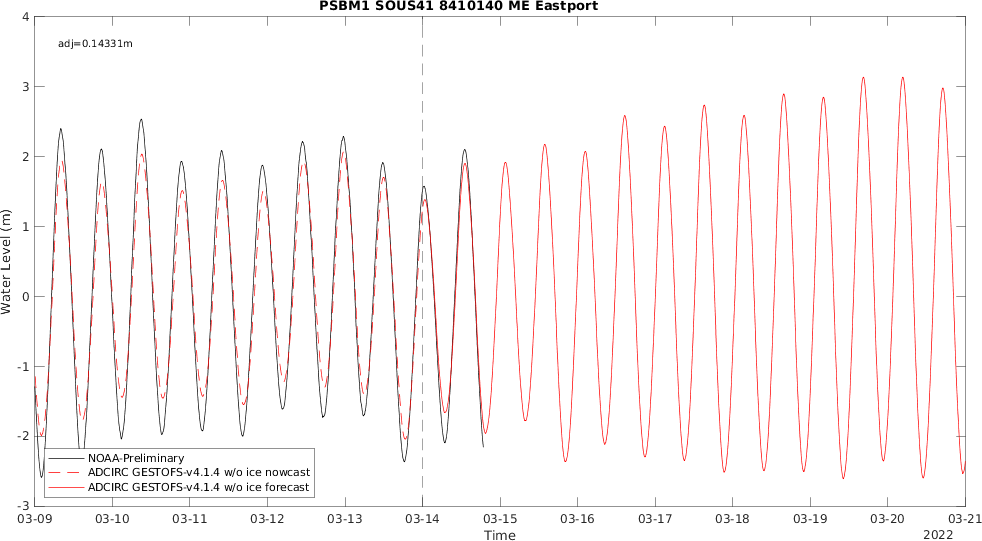 PSBM1 SOUS41 8410140 ME Eastport
4
adj=0.14331m
3
2
1
0
-1
-2
-3
Water Level (m)
NOAA-Preliminary
ADCIRC GESTOFS-v4.1.4 w/o ice nowcast
ADCIRC GESTOFS-v4.1.4 w/o ice forecast
03-09 03-10 03-11 03-12 03-13 03-14 03-15 03-16 03-17 03-18 03-19 03-20 03-21
Time
2022